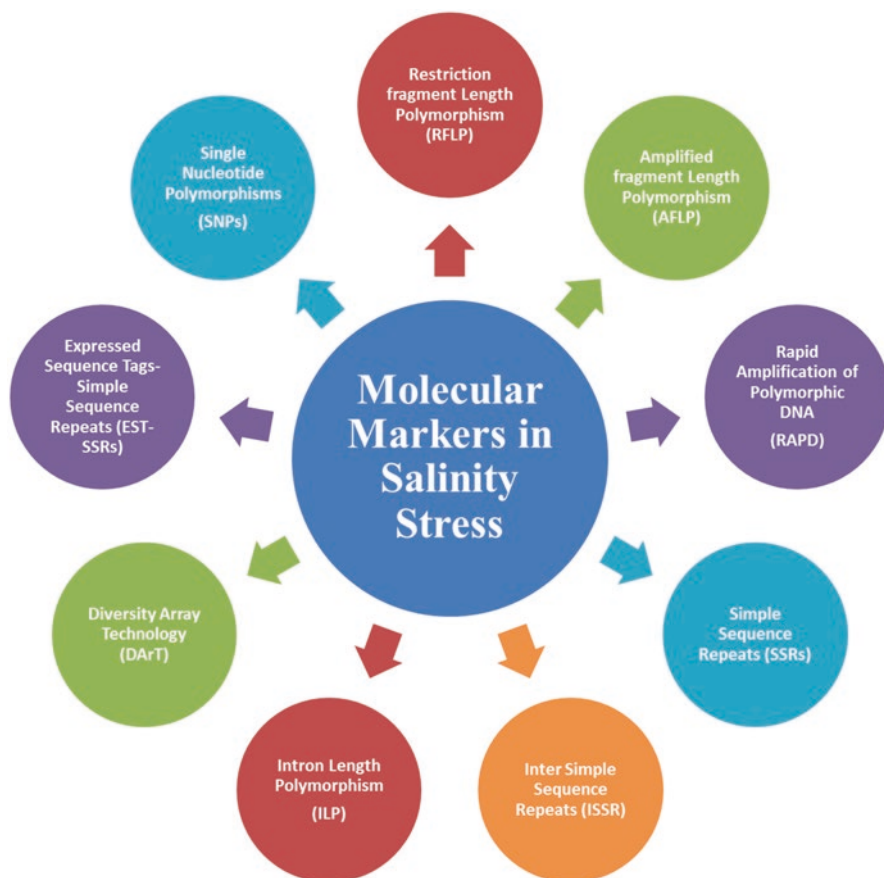 Molecular
Markers in
Salinity
Stress
Restriction
fragment Length
Polymorphism
(RFLP)
Amplified
fragment Length
Polymorphism
(AFLP)
Rapid
Amplification of
Polymorphic
DNA
(RAPD)
Simple
Sequence
Repeats (SSRs)
Inter Simple
Sequence
Repeats (ISSR)
Intron Length
Polymorphism
(ILP)
Diversity Array
Technology
(DArT)
Expressed
Sequence Tags-
Simple
Sequence
Repeats (EST-
SSRs)
Single
Nucleotide
Polymorphisms
(SNPs)